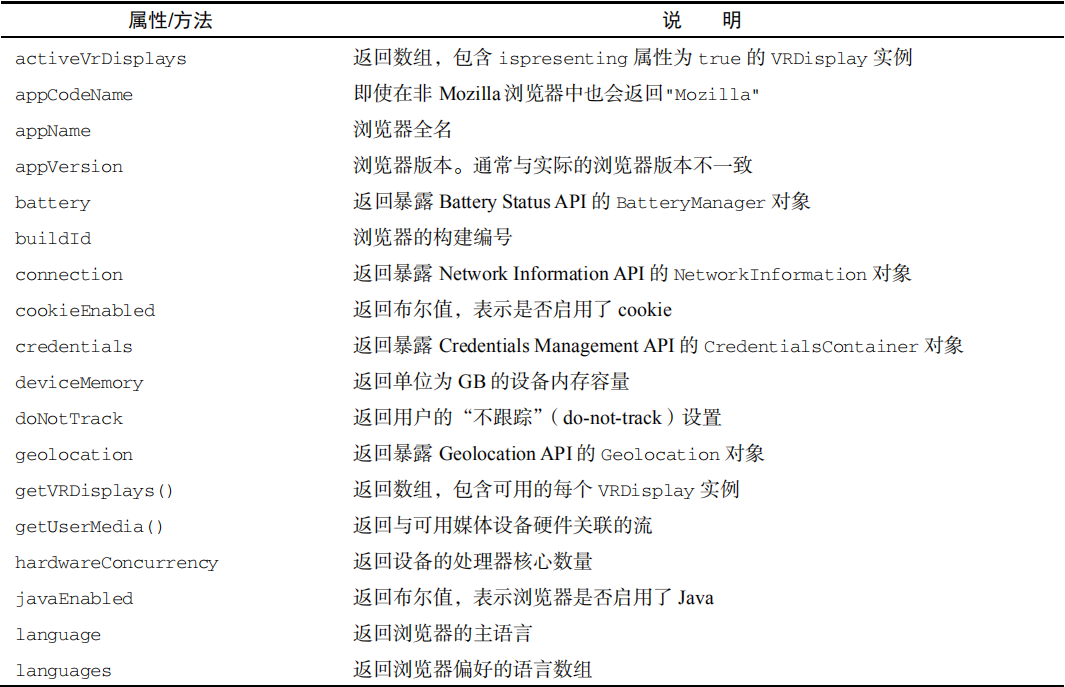 属性/方法 说 明
activeVrDisplays 返回数组，包含 ispresenting 属性为 true 的 VRDisplay 实例
appCodeName 即使在非 Mozilla 浏览器中也会返回"Mozilla"
appName 浏览器全名
appVersion 浏览器版本。通常与实际的浏览器版本不一致
battery 返回暴露 Battery Status API 的 BatteryManager 对象
buildId 浏览器的构建编号
connection 返回暴露 Network Information API 的 NetworkInformation 对象
cookieEnabled 返回布尔值，表示是否启用了 cookie
credentials 返回暴露 Credentials Management API 的 CredentialsContainer 对象
deviceMemory 返回单位为 GB 的设备内存容量
doNotTrack 返回用户的“不跟踪”（do-not-track）设置
geolocation 返回暴露 Geolocation API 的 Geolocation 对象
getVRDisplays() 返回数组，包含可用的每个 VRDisplay 实例
getUserMedia() 返回与可用媒体设备硬件关联的流
hardwareConcurrency 返回设备的处理器核心数量
javaEnabled 返回布尔值，表示浏览器是否启用了 Java
language 返回浏览器的主语言
languages 返回浏览器偏好的语言数组